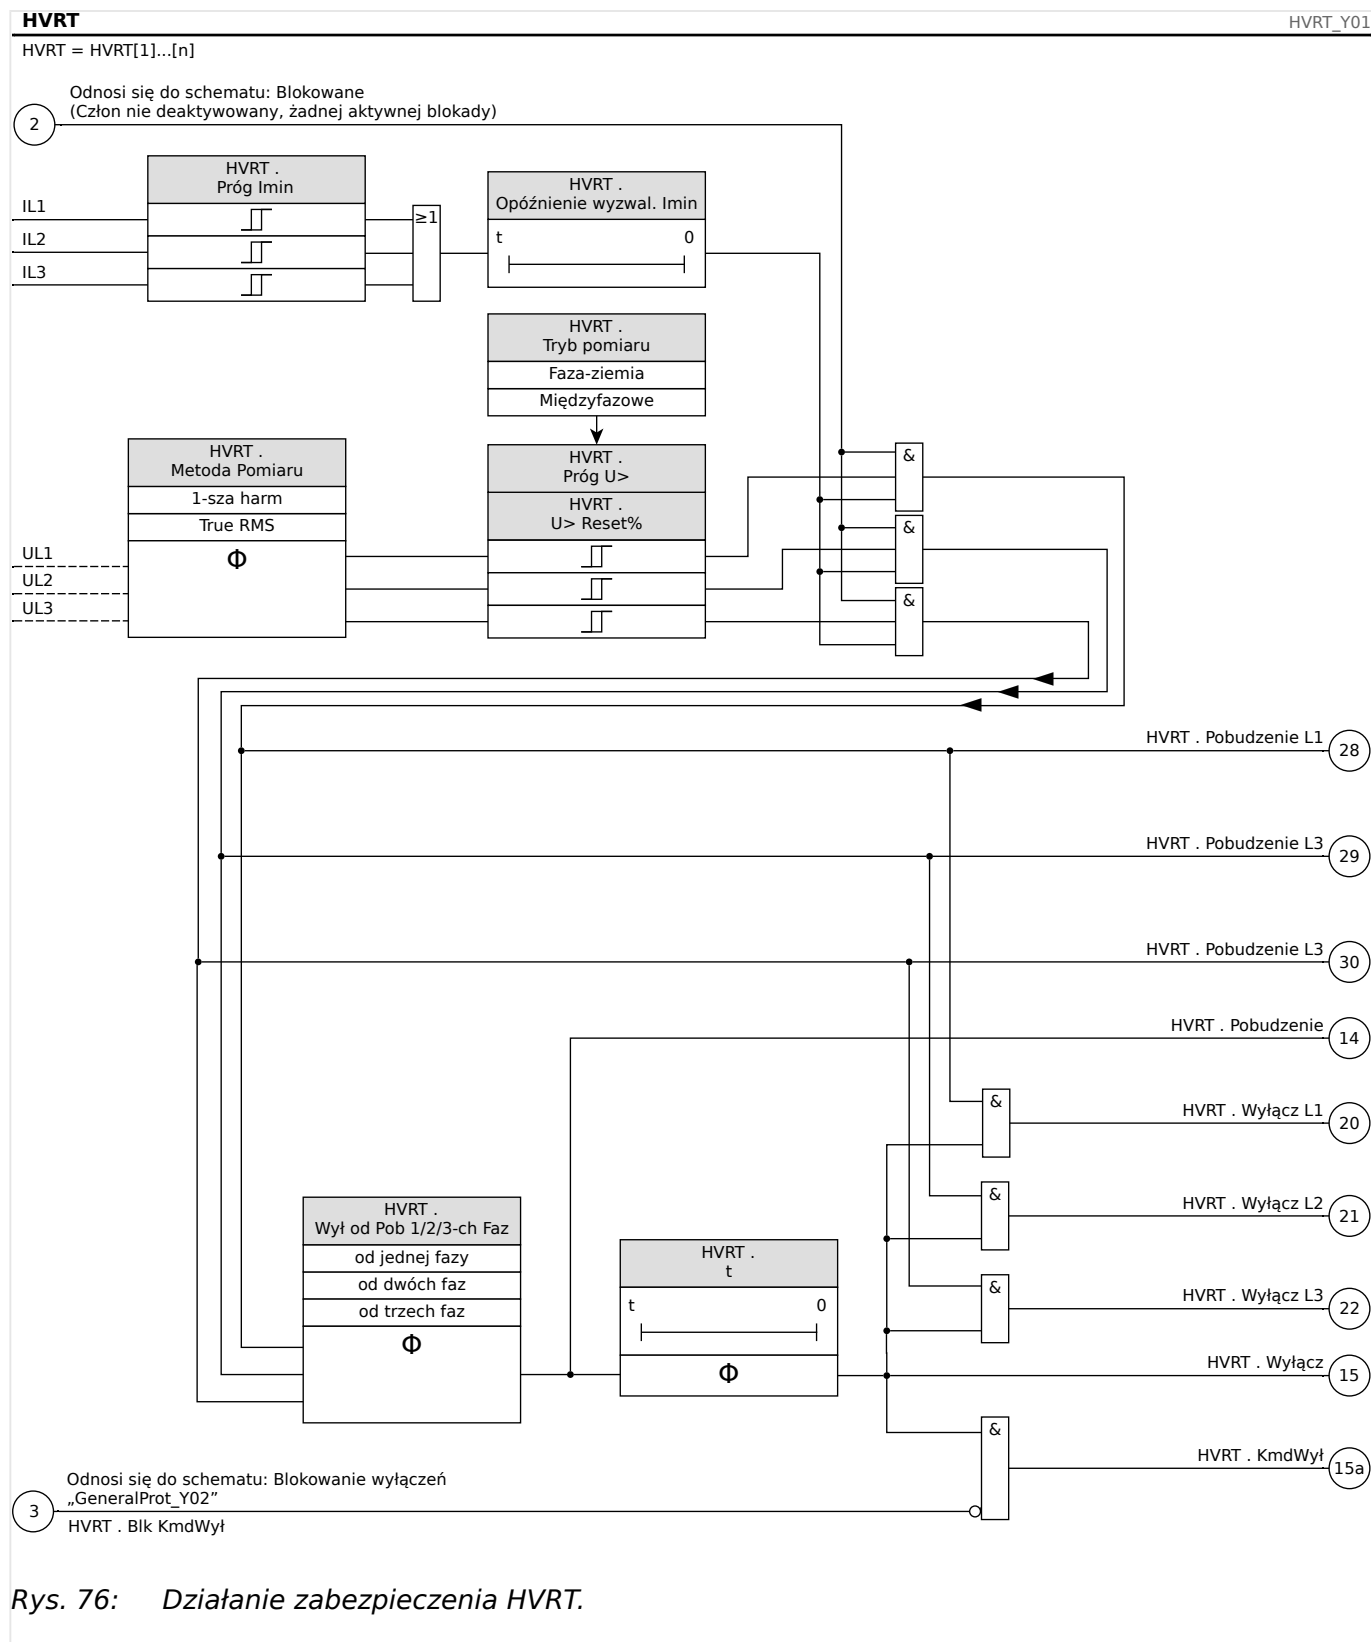 HVRT
HVRT_Y01
HVRT = HVRT[1]...[n]
Odnosi się do schematu: Blokowane
(Człon nie deaktywowany, żadnej aktywnej blokady)
2
HVRT .
Próg Imin
IL1
IL2
IL3
≥1
HVRT .
Opóźnienie wyzwal. Imin
t 0
HVRT .
Tryb pomiaru
Faza-ziemia
Międzyfazowe
HVRT .
Metoda Pomiaru
1-sza harm
True RMS
Φ
UL1
UL2
UL3
HVRT .
Próg U>
HVRT .
U> Reset%
&
&
&
HVRT . Pobudzenie L1
28
HVRT . Pobudzenie L3
29
HVRT . Pobudzenie L3
30
HVRT . Pobudzenie
14
&
HVRT . Wyłącz L1
20
&
HVRT . Wyłącz L2
21
&
HVRT . Wyłącz L3
22
HVRT .
Wył od Pob 1/2/3-ch Faz
od jednej fazy
od dwóch faz
od trzech faz
Φ
HVRT .
t
t 0
Φ
HVRT . Wyłącz
15
&
HVRT . KmdWył
15a
Odnosi się do schematu: Blokowanie wyłączeń
„GeneralProt_Y02”
3
HVRT . Blk KmdWył
Rys. 76: Działanie zabezpieczenia HVRT.